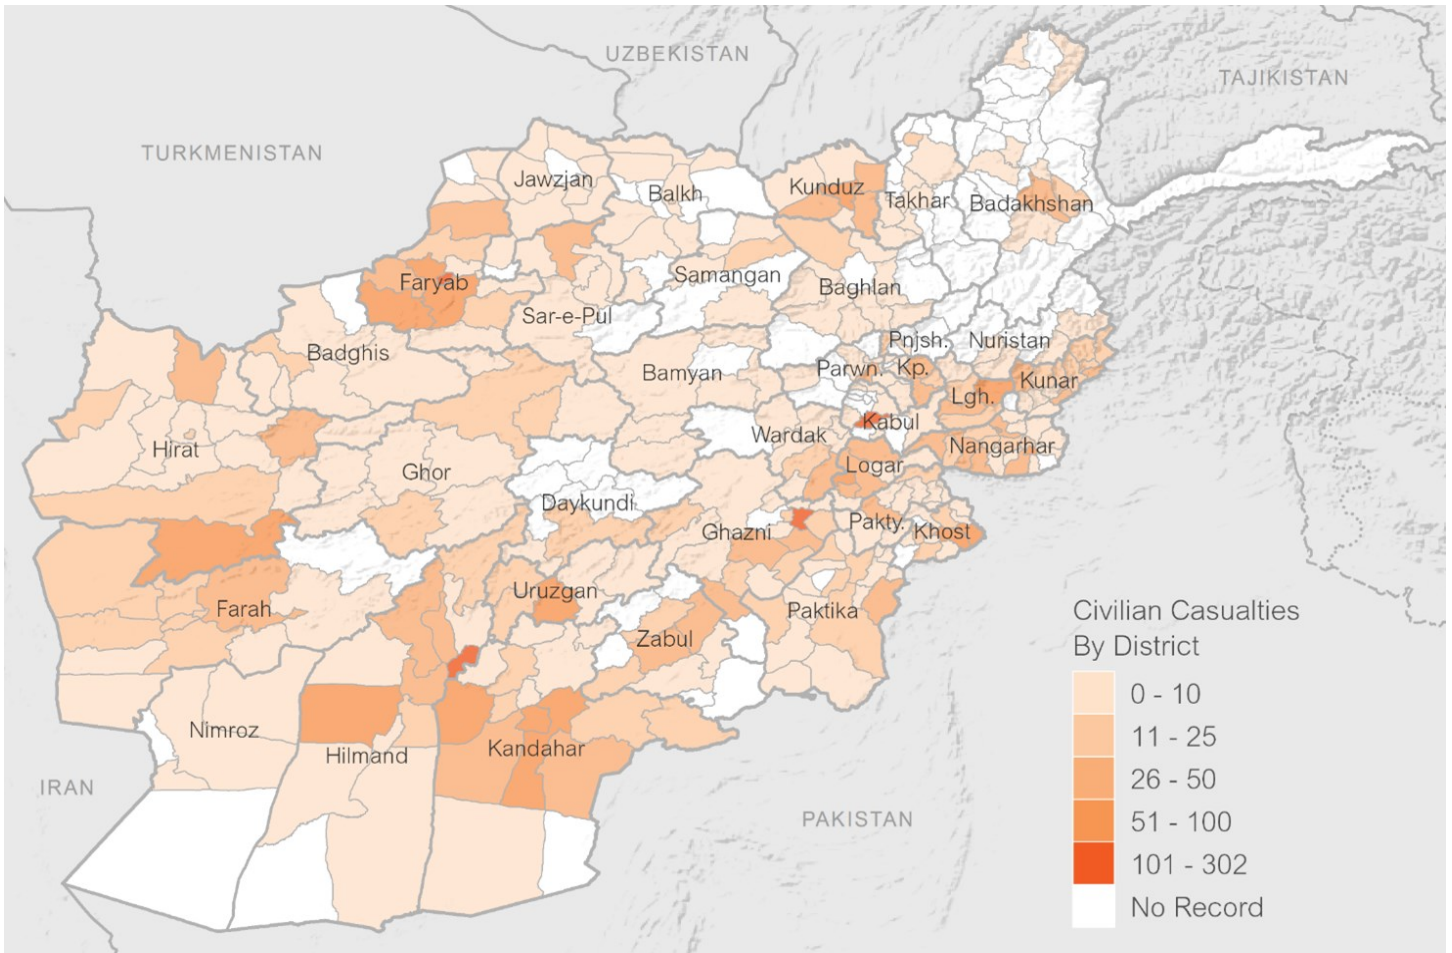 UZBEKISTAN
TAJIKISTAN
TURKMENISTAN
Jawzjan
Balkh
Kunduz
Takhar
Badakhshan
Faryab
Samangan
Baghlan
Sar-e-Pul
Badghis
Pnjsh.
Nuristan
Bamyan
Parwn.
Kp.
Lgh.
Kunar
Hirat
Wardak
Kabul
Nangarhar
Ghor
Logar
Daykundi
Ghazni
Pakty.
Khost
Uruzgan
Farah
Zabul
Paktika
Nimroz
Hilmand
Kandahar
IRAN
PAKISTAN
Civilian Casualties
By District
0 - 10
11 - 25
26 - 50
51 - 100
101 - 302
No Record